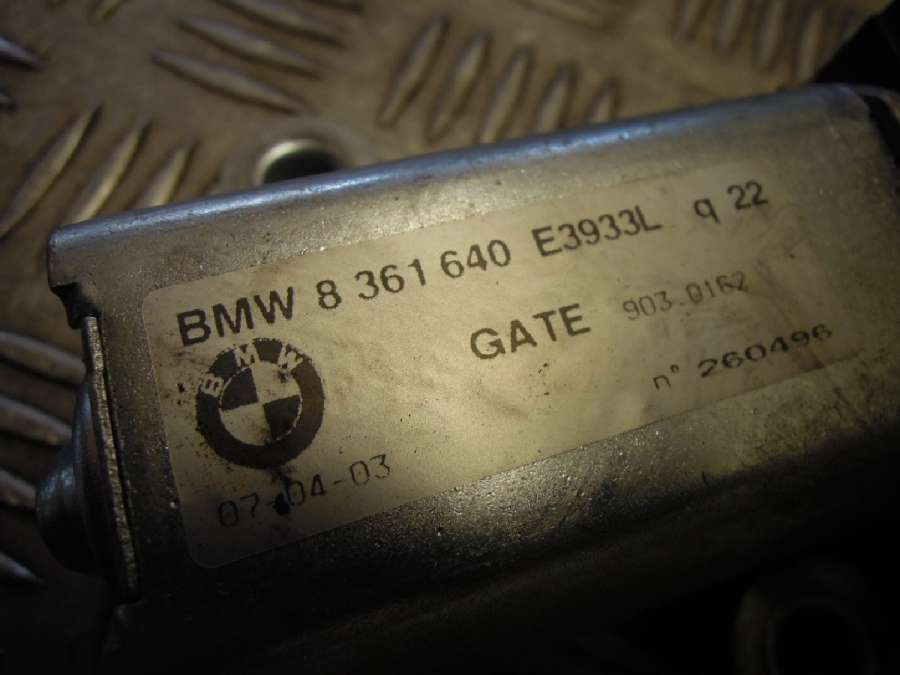 BMW 8 361 640 E3933L q 22
GATE 903.0162
n° 260496
BMW
07-04-03